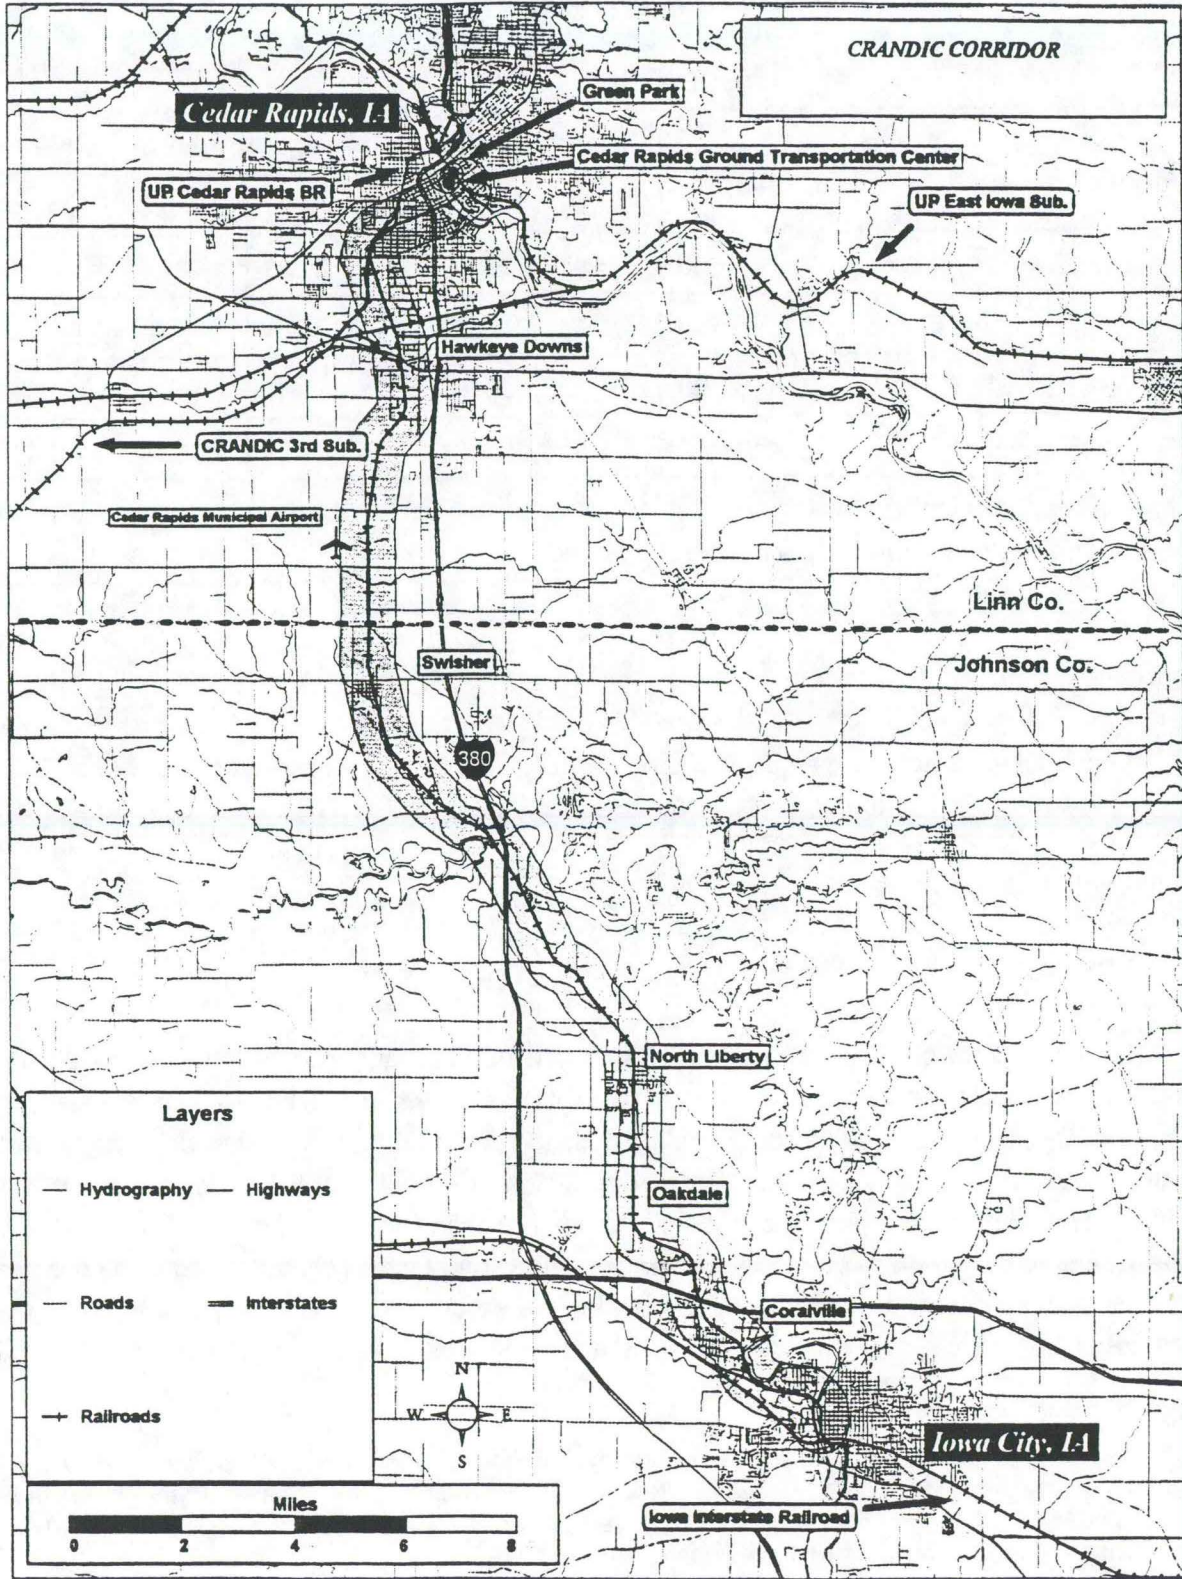 CRANDIC CORRIDOR
Green Park
Cedar Rapids, IA
Cedar Rapids Ground Transportation Center
UP Cedar Rapids BR
UP East Iowa Sub.
Hawkeye Downs
CRANDIC 3rd Sub.
Cedar Rapids Municipal Airport
Linn Co.
Swisher
Johnson Co.
380
North Liberty
Layers
Hydrography
Highways
Oakdale
Roads
Interstates
Coralville
Railroads
N
W E
S
Iowa City, IA
Miles
Iowa Interstate Railroad
0 2 4 6 8